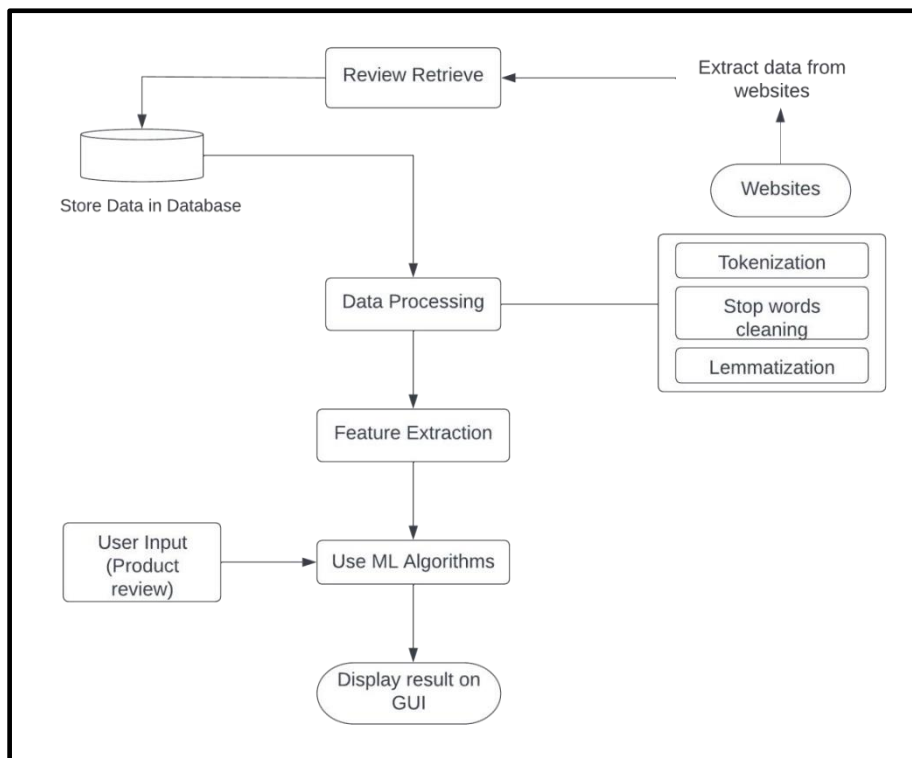 Review Retrieve
Extract data from
websites
Websites
Store Data in Database
Tokenization
Data Processing
Stop words
cleaning
Lemmatization
Feature Extraction
User Input
(Product
review)
Use ML Algorithms
Display result on
GUI